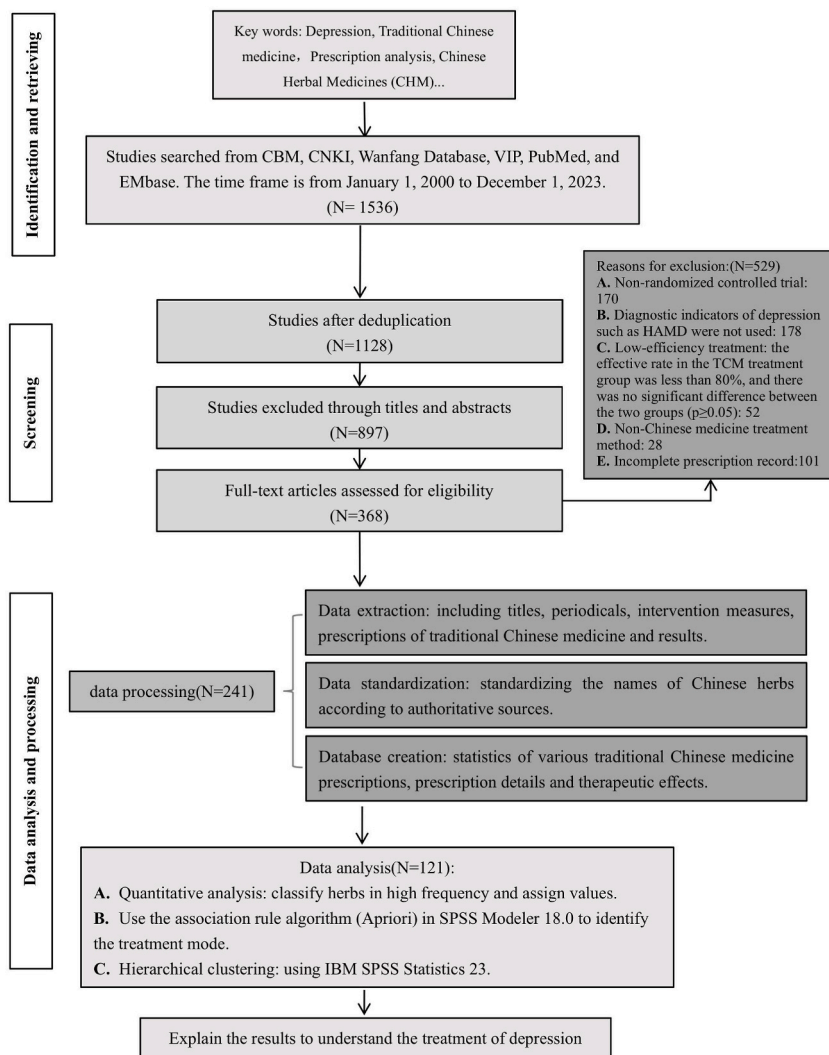 Identification and retrieving
Key words: Depression, Traditional Chinese
medicine，Prescription analysis, Chinese
Herbal Medicines (CHM)...
Studies searched from CBM, CNKI, Wanfang Database, VIP, PubMed, and
EMbase. The time frame is from January 1, 2000 to December 1, 2023.
(N= 1536)
Screening
Studies after deduplication
(N=1128)
Studies excluded through titles and abstracts
(N=897)
Full-text articles assessed for eligibility
(N=368)
Reasons for exclusion:(N=529)
A. Non-randomized controlled trial:
170
B. Diagnostic indicators of depression
such as HAMD were not used: 178
C. Low-efficiency treatment: the
effective rate in the TCM treatment
group was less than 80%, and there
was no significant difference between
the two groups (p≥0.05): 52
D. Non-Chinese medicine treatment
method: 28
E. Incomplete prescription record:101
Data analysis and processing
data processing(N=241)
Data extraction: including titles, periodicals, intervention measures,
prescriptions of traditional Chinese medicine and results.
Data standardization: standardizing the names of Chinese herbs
according to authoritative sources.
Database creation: statistics of various traditional Chinese medicine
prescriptions, prescription details and therapeutic effects.
Data analysis(N=121):
A. Quantitative analysis: classify herbs in high frequency and assign values.
B. Use the association rule algorithm (Apriori) in SPSS Modeler 18.0 to identify
the treatment mode.
C. Hierarchical clustering: using IBM SPSS Statistics 23.
Explain the results to understand the treatment of depression